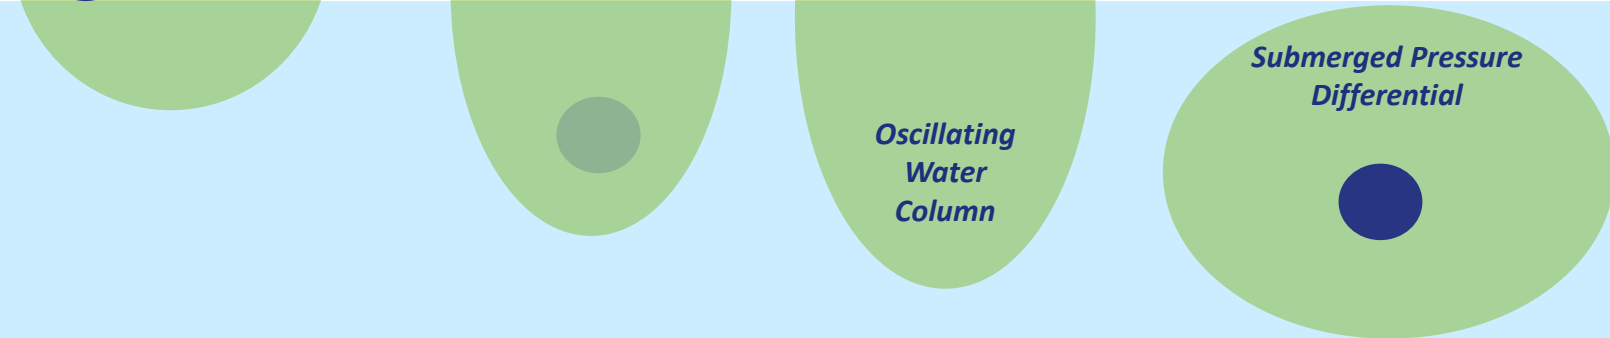 Oscillating
Water
Column
Submerged Pressure
Differential